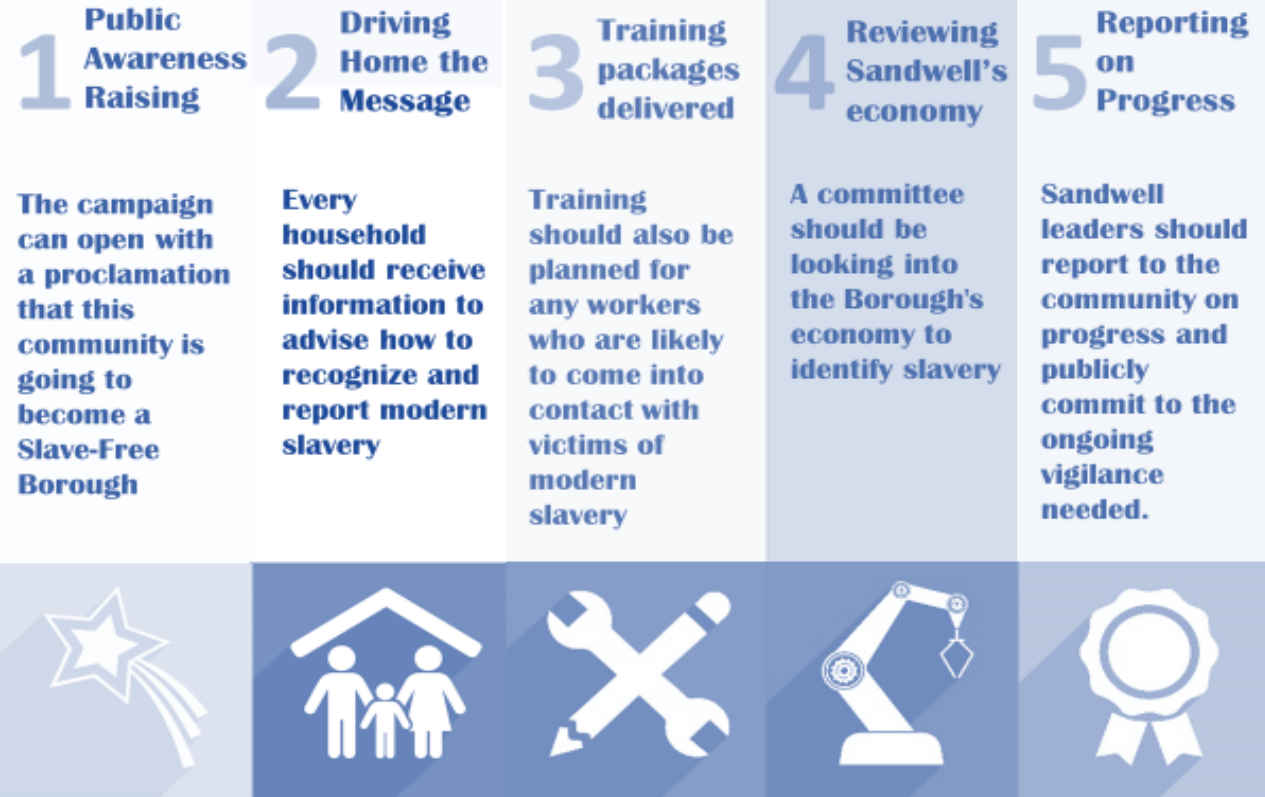 1
Public
Awareness
Raising
The campaign
can open with
a proclamation
that this
community is
going to
become a
Slave-Free
Borough
2
Driving
Home the
Message
Every
household
should receive
information to
advise how to
recognize and
report modern
slavery
3
Training
packages
delivered
Training
should also be
planned for
any workers
who are likely
to come into
contact with
victims of
modern
slavery
4
Reviewing
Sandwell's
economy
A committee
should be
looking into
the Borough's
economy to
identify slavery
5
Reporting
on
Progress
Sandwell
leaders should
report to the
community on
progress and
publicly
commit to the
ongoing
vigilance
needed.